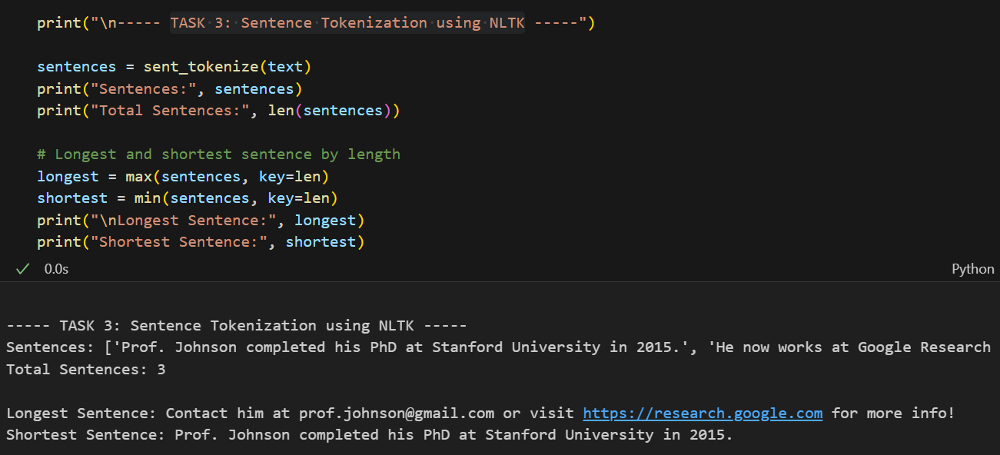 print("\n----- TASK 3: Sentence Tokenization using NLTK -----")
sentences = sent_tokenize(text)
print("Sentences:", sentences)
print("Total Sentences:", len(sentences))
# Longest and shortest sentence by length
longest = max(sentences, key=len)
shortest = min(sentences, key=len)
print("\nLongest Sentence:", longest)
print("Shortest Sentence:", shortest)
0.0s Python
----- TASK 3: Sentence Tokenization using NLTK -----
Sentences: ['Prof. Johnson completed his PhD at Stanford University in 2015.', 'He now works at Google Research
Total Sentences: 3
Longest Sentence: Contact him at prof.johnson@gmail.com or visit https://research.google.com for more info!
Shortest Sentence: Prof. Johnson completed his PhD at Stanford University in 2015.